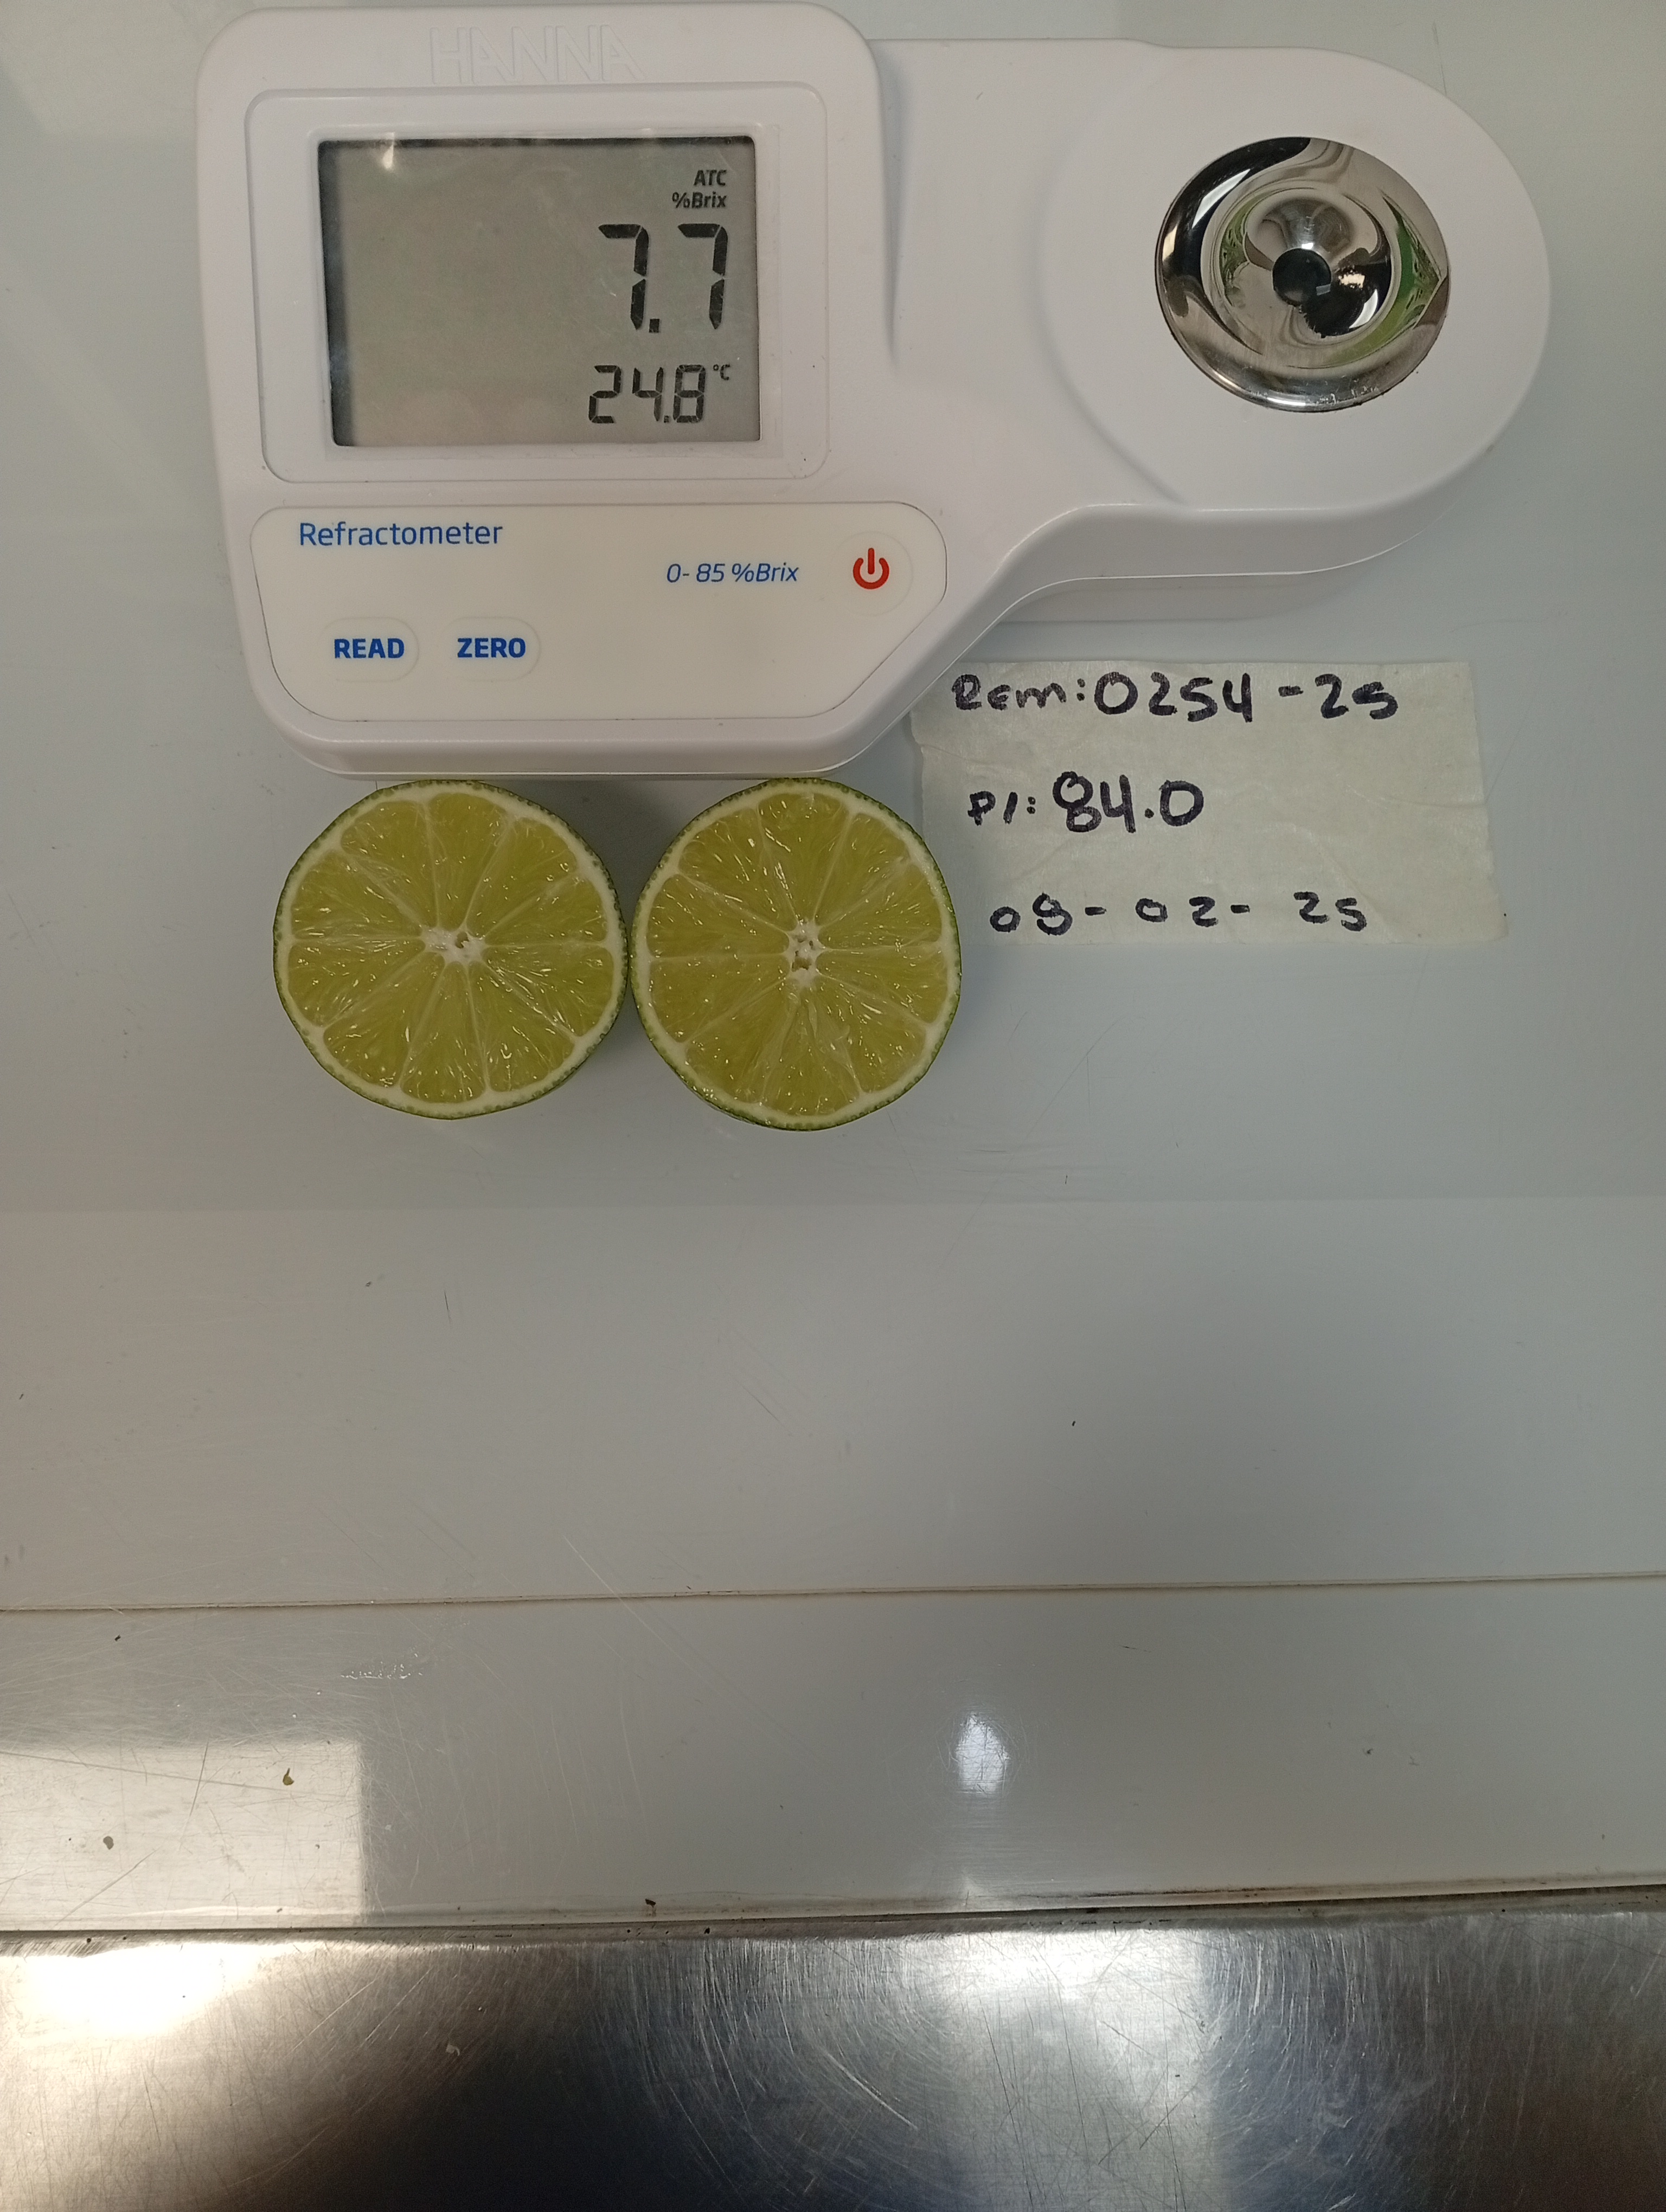 HANNA
ATC
%Brix
7.7
24.8 °C
Refractometer
0-85 %Brix
READ ZERO
Rem: 0254-25
P1: 84.0
09-02-25